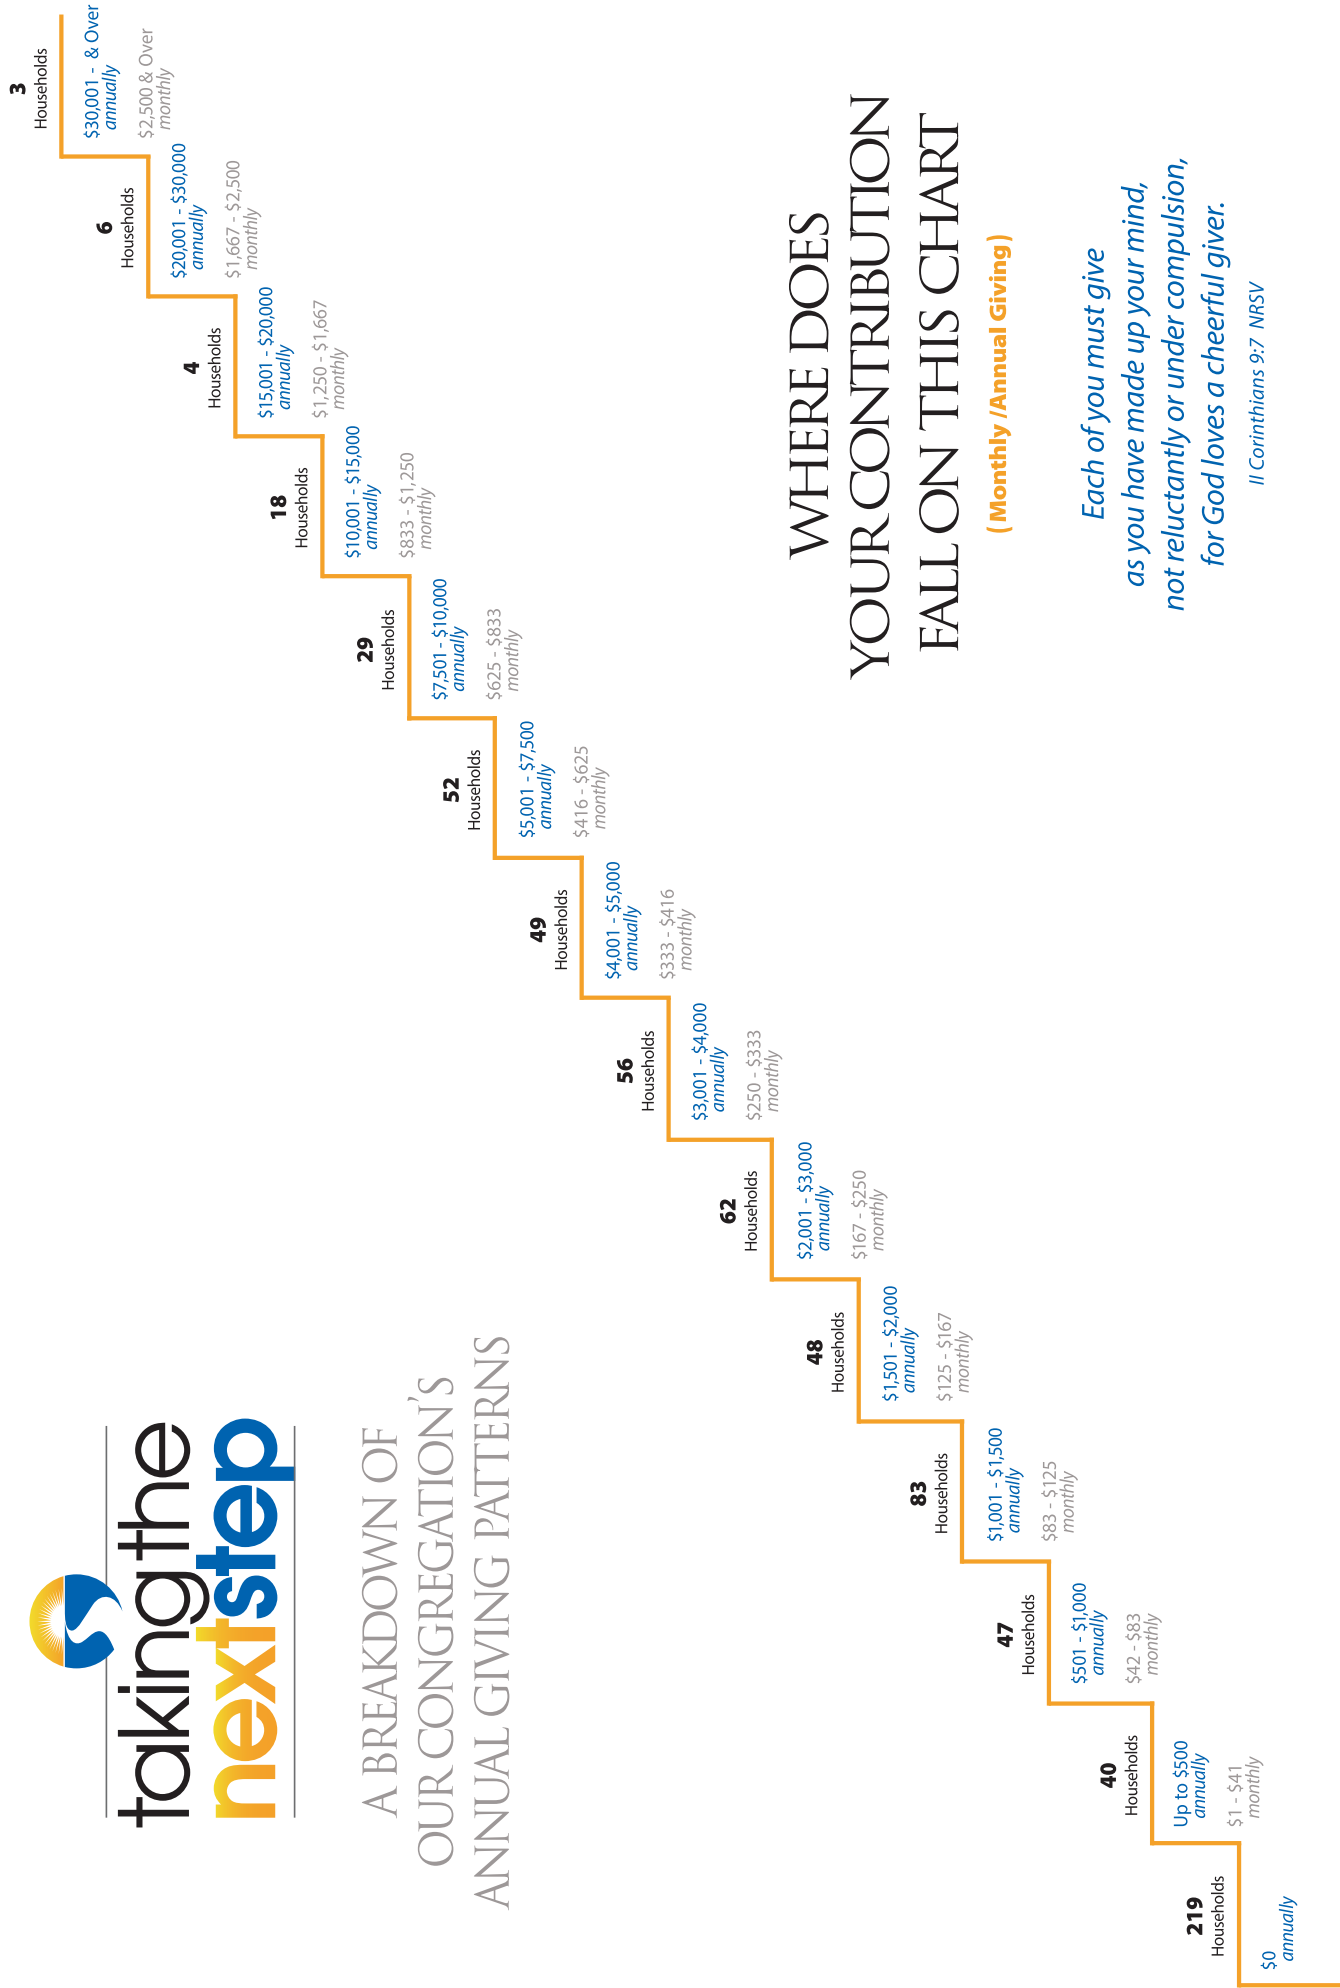 taking the
nextstep
A BREAKDOWN OF
OUR CONGREGATION'S
ANNUAL GIVING PATTERNS
219
Households
$0
annually
40
Households
Up to $500
annually
$1 - $41
monthly
47
Households
$501 - $1,000
annually
$42 - $83
monthly
83
Households
$1,001 - $1,500
annually
$83 - $125
monthly
48
Households
$1,501 - $2,000
annually
$125 - $167
monthly
62
Households
$2,001 - $3,000
annually
$167 - $250
monthly
56
Households
$3,001 - $4,000
annually
$250 - $333
monthly
49
Households
$4,001 - $5,000
annually
$333 - $416
monthly
52
Households
$5,001 - $7,500
annually
$416 - $625
monthly
29
Households
$7,501 - $10,000
annually
$625 - $833
monthly
18
Households
$10,001 - $15,000
annually
$833 - $1,250
monthly
4
Households
$15,001 - $20,000
annually
$1,250 - $1,667
monthly
6
Households
$20,001 - $30,000
annually
$1,667 - $2,500
monthly
3
Households
$30,001 -  & Over
annually
$2,500 & Over
monthly
WHERE DOES
YOUR CONTRIBUTION
FALL ON THIS CHART
( Monthly /Annual Giving )
Each of you must give
as you have made up your mind,
not reluctantly or under compulsion,
for God loves a cheerful giver.
II Corinthians 9:7 NRSV